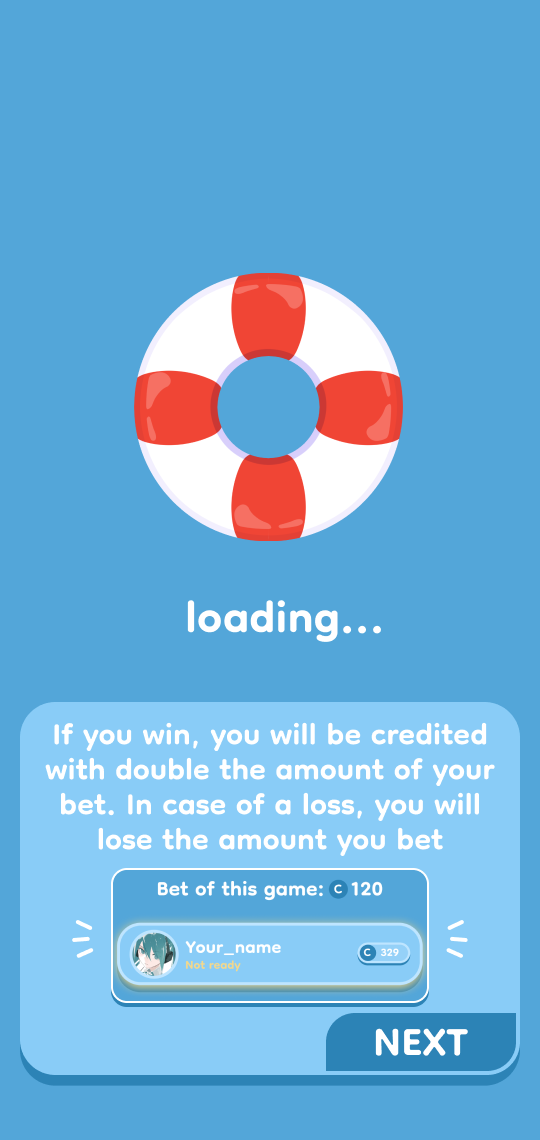 loading...
If you win, you will be credited
with double the amount of your
bet. In case of a loss, you will
lose the amount you bet
Bet of this game: C 120
Your_name
Not ready
C 329
NEXT